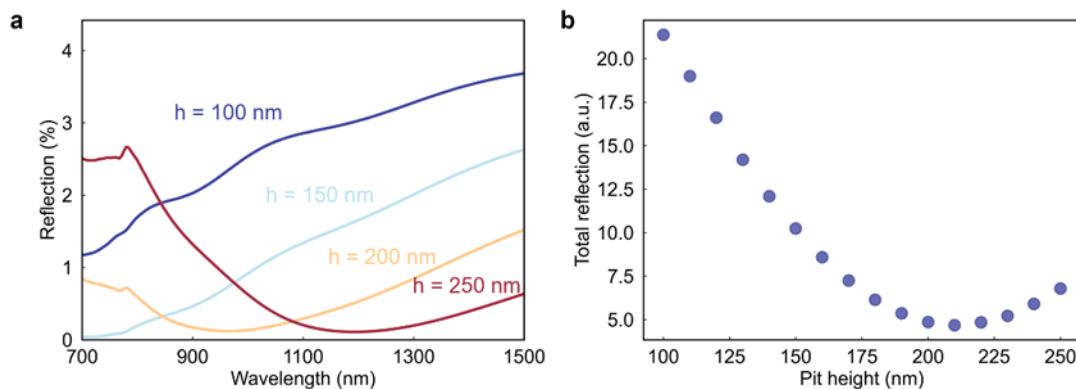 a
4
3
2
1
0
Reflection (%)
h = 100 nm
h = 150 nm
h = 200 nm
h = 250 nm
700
900
1100
1300
1500
Wavelength (nm)
b
20.0
17.5
15.0
12.5
10.0
7.5
5.0
Total reflection (a.u.)
100
125
150
175
200
225
250
Pit height (nm)